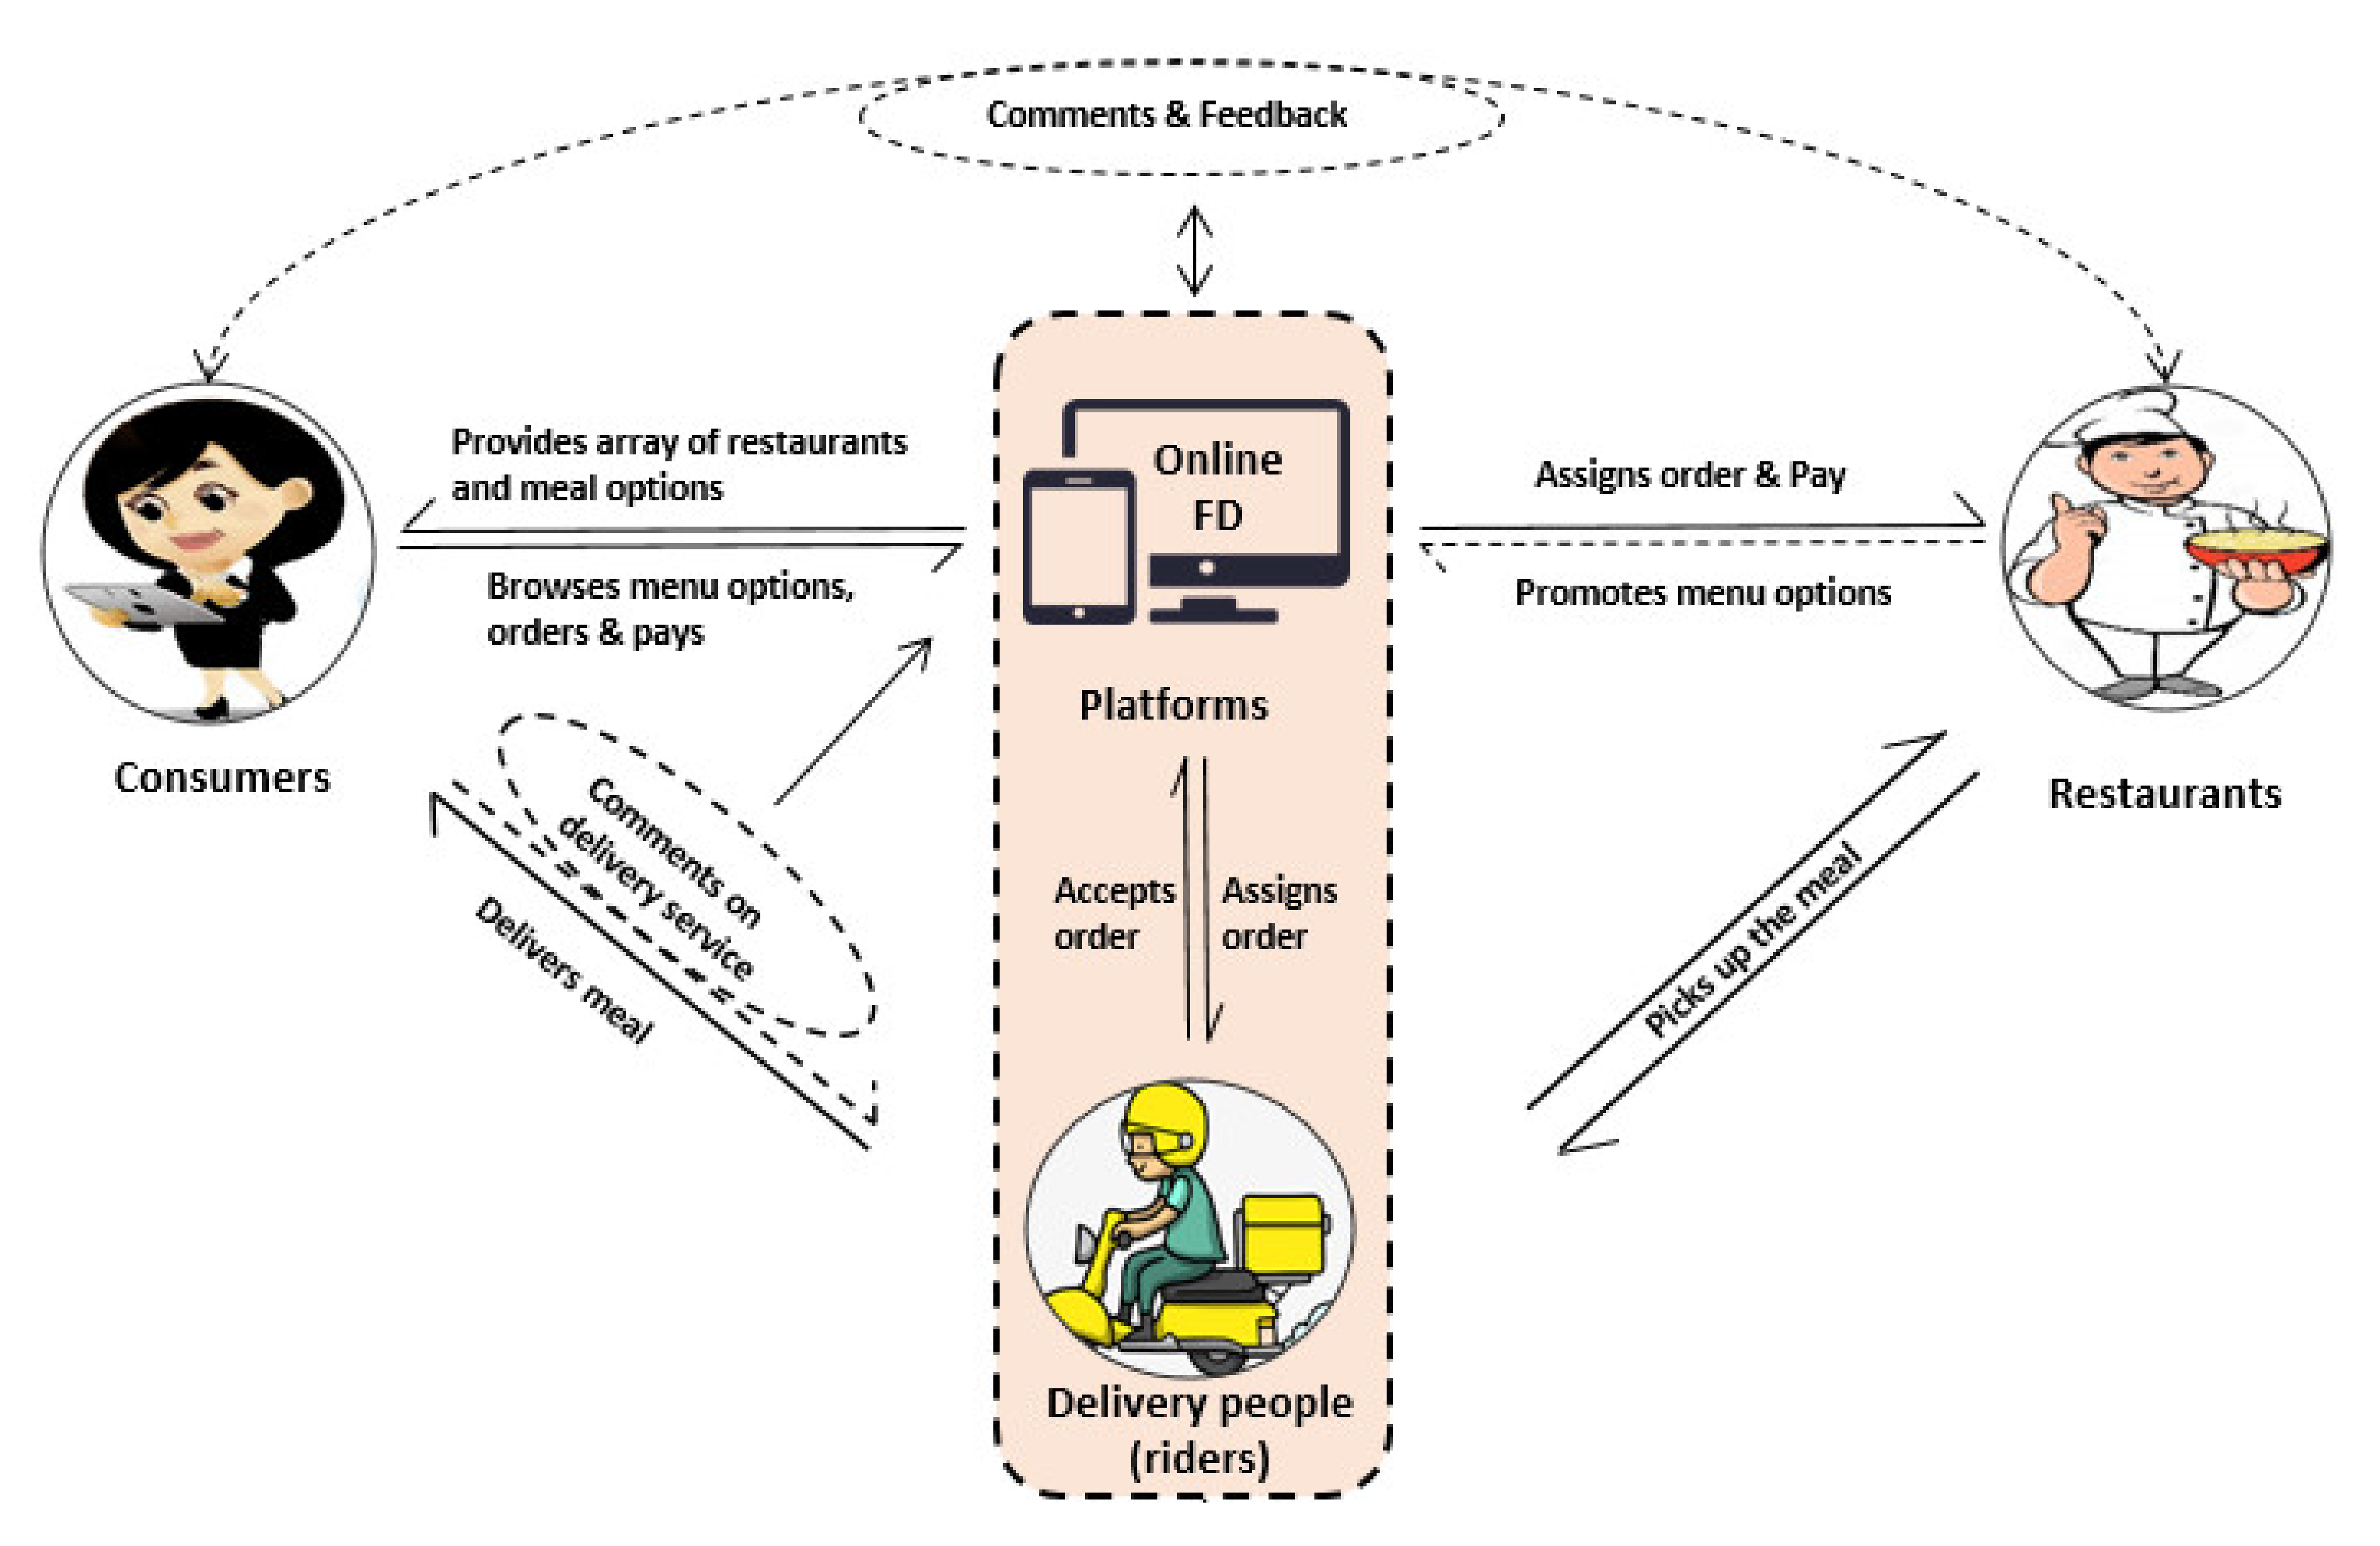 Comments & Feedback
Provides array of restaurants
and meal options
Browses menu options,
orders & pays
Online
FD
Platforms
Assigns order & Pay
Promotes menu options
Consumers
Restaurants
Comments on
delivery service
Delivers meal
Accepts
order
Assigns
order
Picks up the meal
Delivery people
(riders)